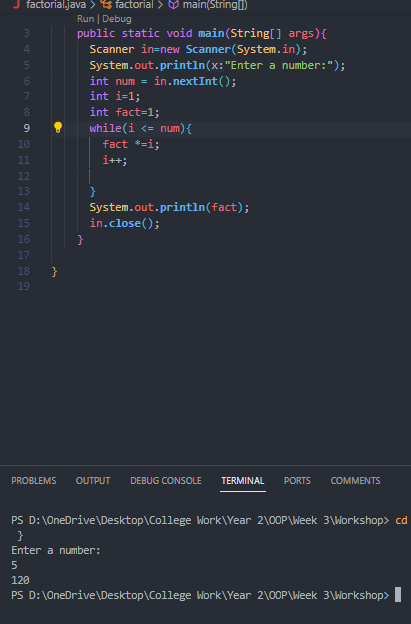 J factorial.java > factorial > main(String[])
Run | Debug
3 public static void main(String[] args){
4 Scanner in=new Scanner(System.in);
5 System.out.println(x:"Enter a number:");
6 int num = in.nextInt();
7 int i=1;
8 int fact=1;
9 while(i <= num){
10 fact *=i;
11 i++;
12
13 }
14 System.out.println(fact);
15 in.close();
16 }
17
18 }
19
PROBLEMS OUTPUT DEBUG CONSOLE TERMINAL PORTS COMMENTS
PS D:\OneDrive\Desktop\College Work\Year 2\OOP\Week 3\Workshop> cd
}
Enter a number:
5
120
PS D:\OneDrive\Desktop\College Work\Year 2\OOP\Week 3\Workshop>